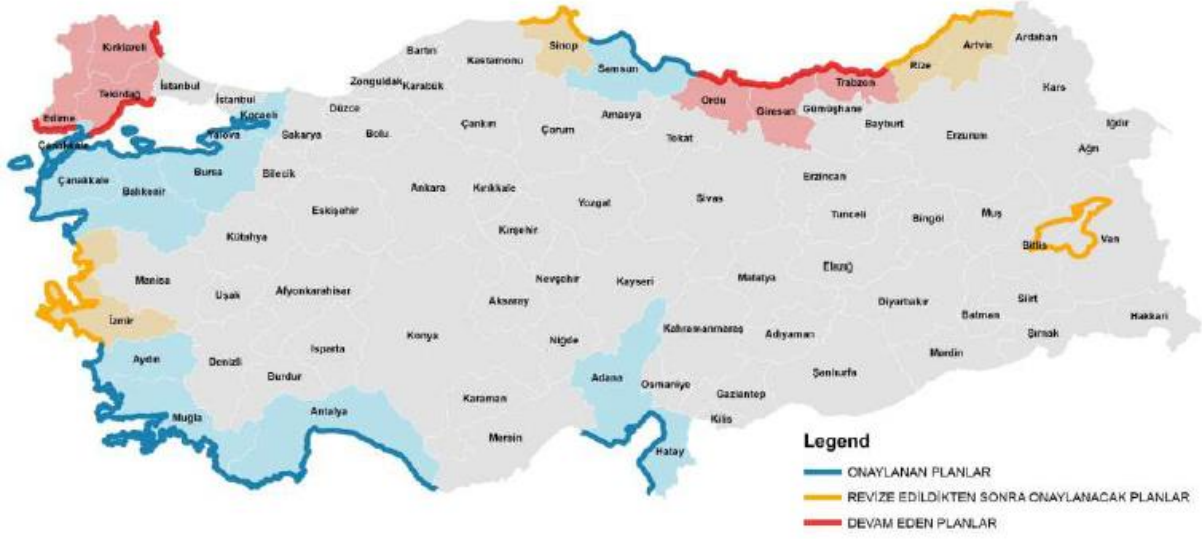 Kırklareli
Tekirdağ
Edirne
İstanbul
İstanbul
Kocaeli
Yalova
Çanakkale
Çanakkale
Balıkesir
Bursa
Sakarya
Bilecik
Düzce
Bolu
Zonguldak
Bartın
Karabük
Kastamonu
Sinop
Samsun
Çankırı
Çorum
Amasya
Tokat
Ordu
Giresun
Trabzon
Gümüşhane
Bayburt
Rize
Artvin
Ardahan
Kars
Iğdır
Ağrı
Erzurum
Erzincan
Eskişehir
Ankara
Kırıkkale
Yozgat
Sivas
Tunceli
Bingöl
Muş
Bitlis
Van
Kütahya
Kırşehir
Manisa
Uşak
Afyonkarahisar
Nevşehir
Kayseri
Malatya
Elazığ
Aksaray
Diyarbakır
Batman
Siirt
Şırnak
Hakkari
İzmir
Konya
Niğde
Kahramanmaraş
Adıyaman
Mardin
Aydın
Denizli
Isparta
Burdur
Adana
Osmaniye
Gaziantep
Şanlıurfa
Kilis
Muğla
Antalya
Karaman
Mersin
Hatay
Legend
ONAYLANAN PLANLAR
REVİZE EDİLDİKTEN SONRA ONAYLANACAK PLANLAR
DEVAM EDEN PLANLAR